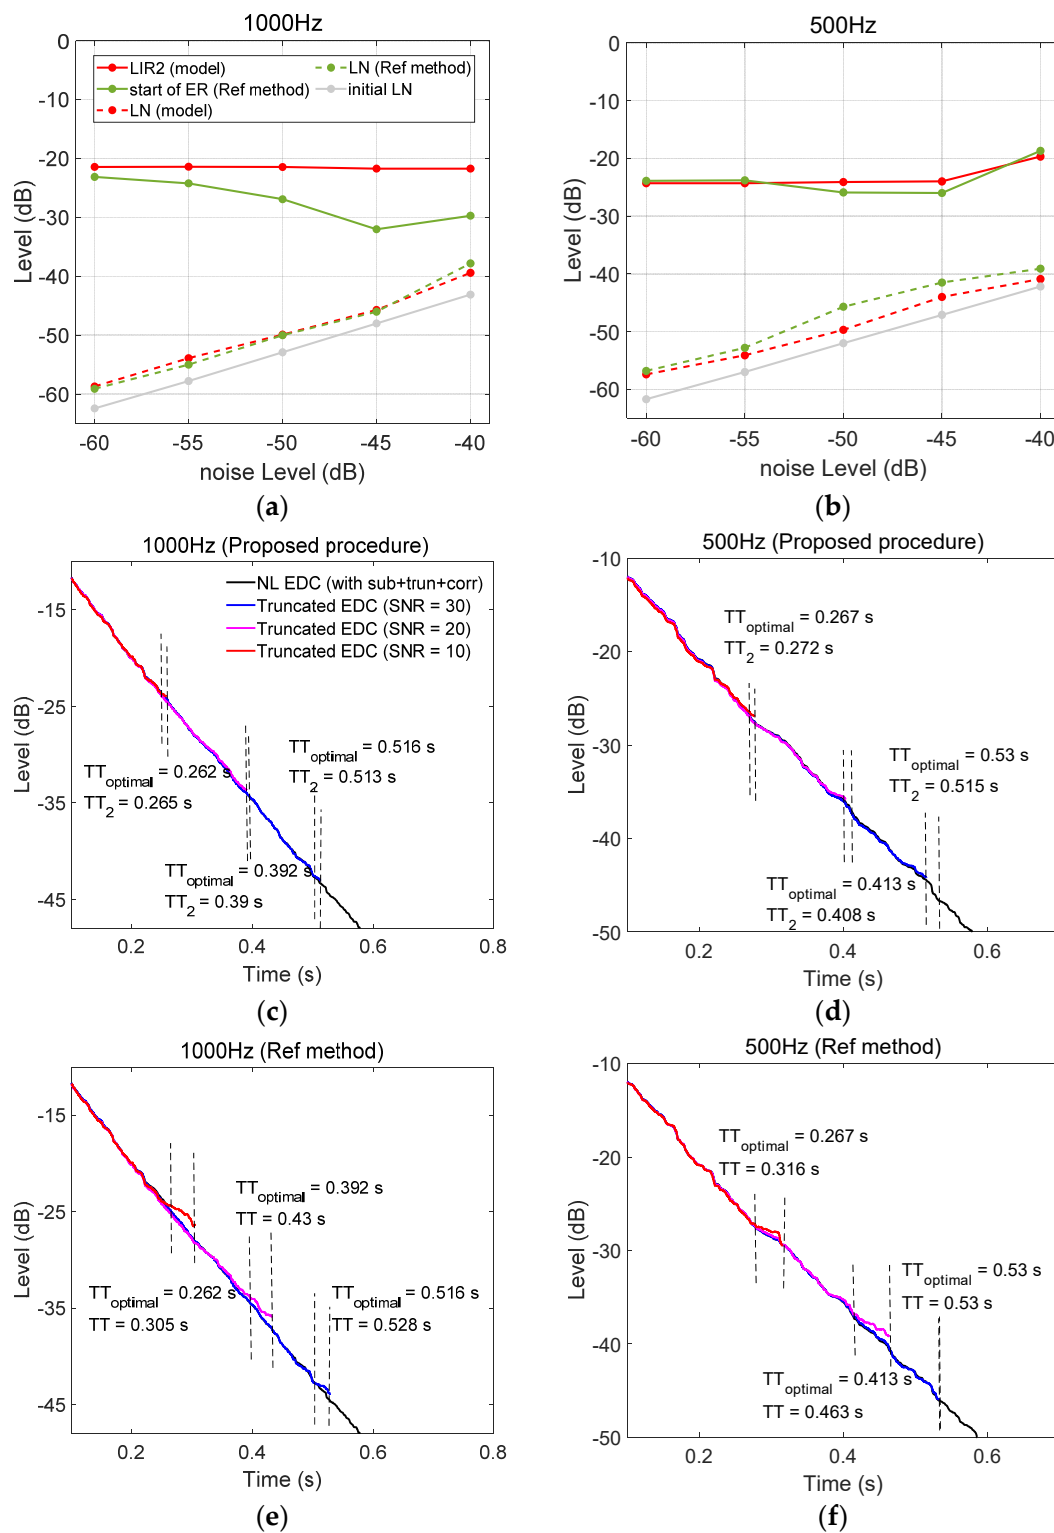 1000Hz
0
-10
-20
-30
-40
-50
-60
Level (dB)
LIR2 (model)
start of ER (Ref method)
LN (model)
LN (Ref method)
initial LN
-60 -55 -50 -45 -40
noise Level (dB)
(a)
500Hz
0
-10
-20
-30
-40
-50
-60
Level (dB)
-60 -55 -50 -45 -40
noise Level (dB)
(b)
1000Hz (Proposed procedure)
-15
-25
-35
-45
Level (dB)
NL EDC (with sub+trun+corr)
Truncated EDC (SNR = 30)
Truncated EDC (SNR = 20)
Truncated EDC (SNR = 10)
TToptimal = 0.262 s
TT2 = 0.265 s
TToptimal = 0.516 s
TT2 = 0.513 s
TToptimal = 0.392 s
TT2 = 0.39 s
0.2 0.4 0.6 0.8
Time (s)
(c)
500Hz (Proposed procedure)
-10
-20
-30
-40
-50
Level (dB)
TToptimal = 0.267 s
TT2 = 0.272 s
TToptimal = 0.53 s
TT2 = 0.515 s
TToptimal = 0.413 s
TT2 = 0.408 s
0.2 0.4 0.6
Time (s)
(d)
1000Hz (Ref method)
-15
-25
-35
-45
Level (dB)
TToptimal = 0.392 s
TT = 0.43 s
TToptimal = 0.262 s
TT = 0.305 s
TToptimal = 0.516 s
TT = 0.528 s
0.2 0.4 0.6 0.8
Time (s)
(e)
500Hz (Ref method)
-10
-20
-30
-40
-50
Level (dB)
TToptimal = 0.267 s
TT = 0.316 s
TToptimal = 0.53 s
TT = 0.53 s
TToptimal = 0.413 s
TT = 0.463 s
0.2 0.4 0.6
Time (s)
(f)